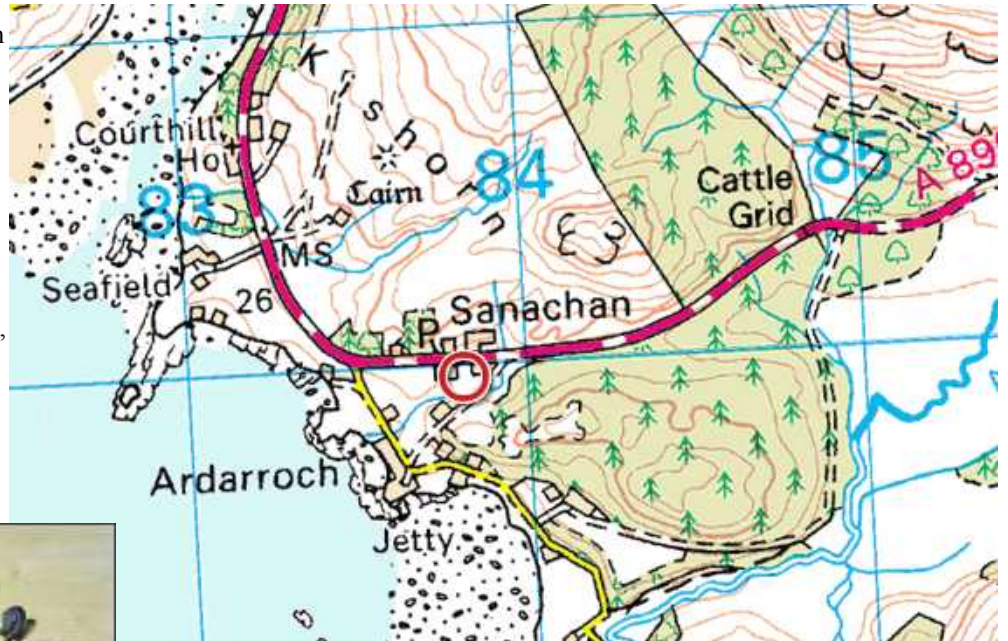 K
s h o r n
Courthill
Ho
Cairn
83
84
85
A 89
Cattle
Grid
MS
Seafield
26
P Sanachan
Ardarroch
Jetty